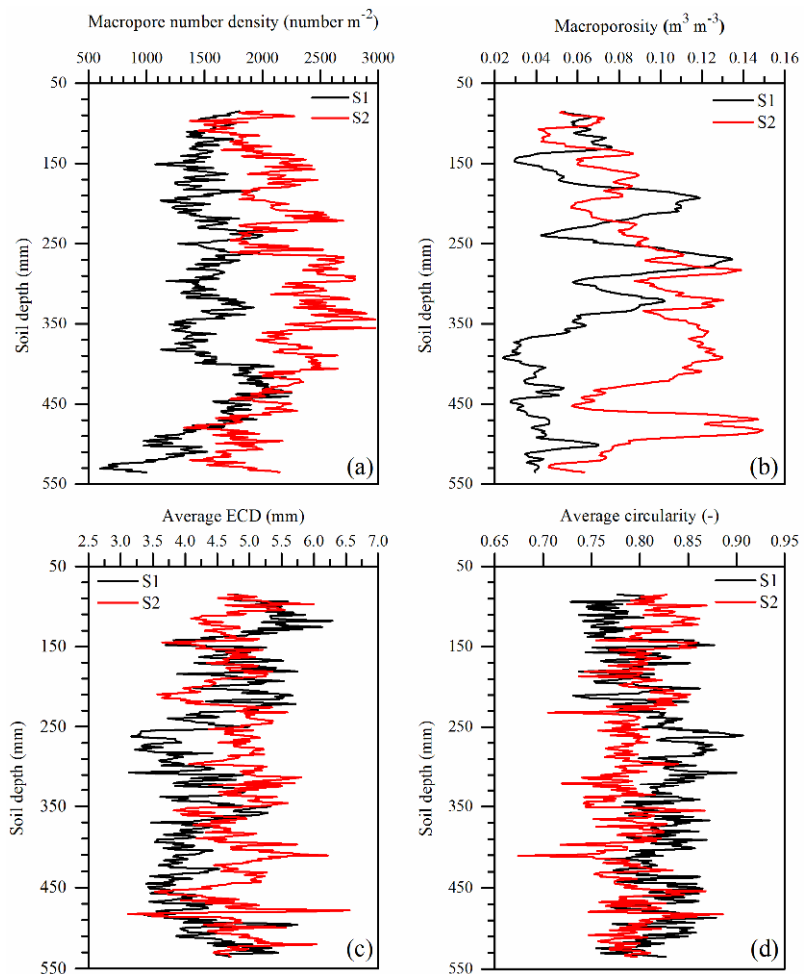 Macropore number density (number m⁻²)
500 1000 1500 2000 2500 3000
50
150
250
350
450
550
Soil depth (mm)
S1
S2
(a)
Macroporosity (m³ m⁻³)
0.02 0.04 0.06 0.08 0.10 0.12 0.14 0.16
50
150
250
350
450
550
Soil depth (mm)
S1
S2
(b)
Average ECD (mm)
2.5 3.0 3.5 4.0 4.5 5.0 5.5 6.0 6.5 7.0
50
150
250
350
450
550
Soil depth (mm)
S1
S2
(c)
Average circularity (-)
0.65 0.70 0.75 0.80 0.85 0.90 0.95
50
150
250
350
450
550
Soil depth (mm)
S1
S2
(d)